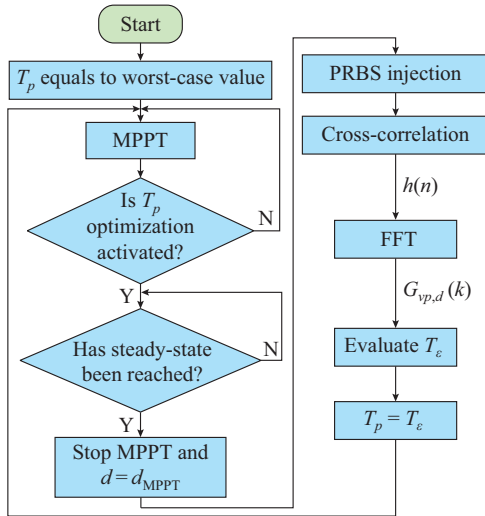 Start
T_p equals to worst-case value
MPPT
Is T_p
optimization
activated?
N
Y
Has steady-state
been reached?
N
Y
Stop MPPT and
d = d_MPPT
PRBS injection
Cross-correlation
h(n)
FFT
G_vp,d (k)
Evaluate T_ε
T_p = T_ε